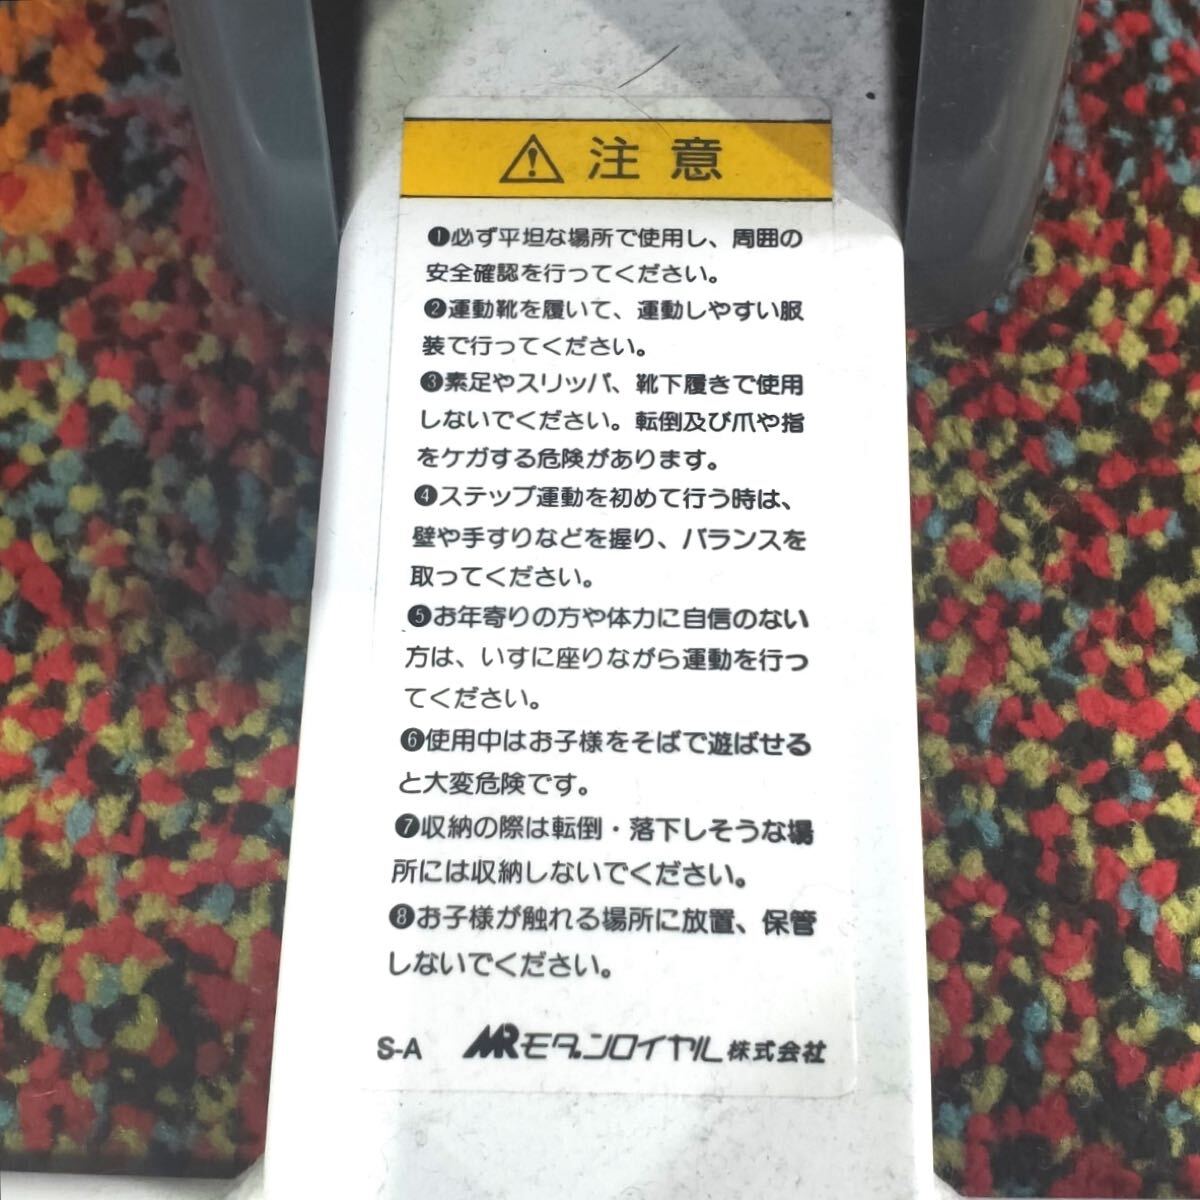 ⚠ 注意
❶必ず平坦な場所で使用し、周囲の
安全確認を行ってください。
❷運動靴を履いて、運動しやすい服
装で行ってください。
❸素足やスリッパ、靴下履きで使用
しないでください。転倒及び爪や指
をケガする危険があります。
❹ステップ運動を初めて行う時は、
壁や手すりなどを握り、バランスを
取ってください。
❺お年寄りの方や体力に自信のない
方は、いすに座りながら運動を行っ
てください。
❻使用中はお子様をそばで遊ばせる
と大変危険です。
❼収納の際は転倒・落下しそうな場
所には収納しないでください。
❽お子様が触れる場所に放置、保管
しないでください。
S-A MRモダンロイヤル株式会社